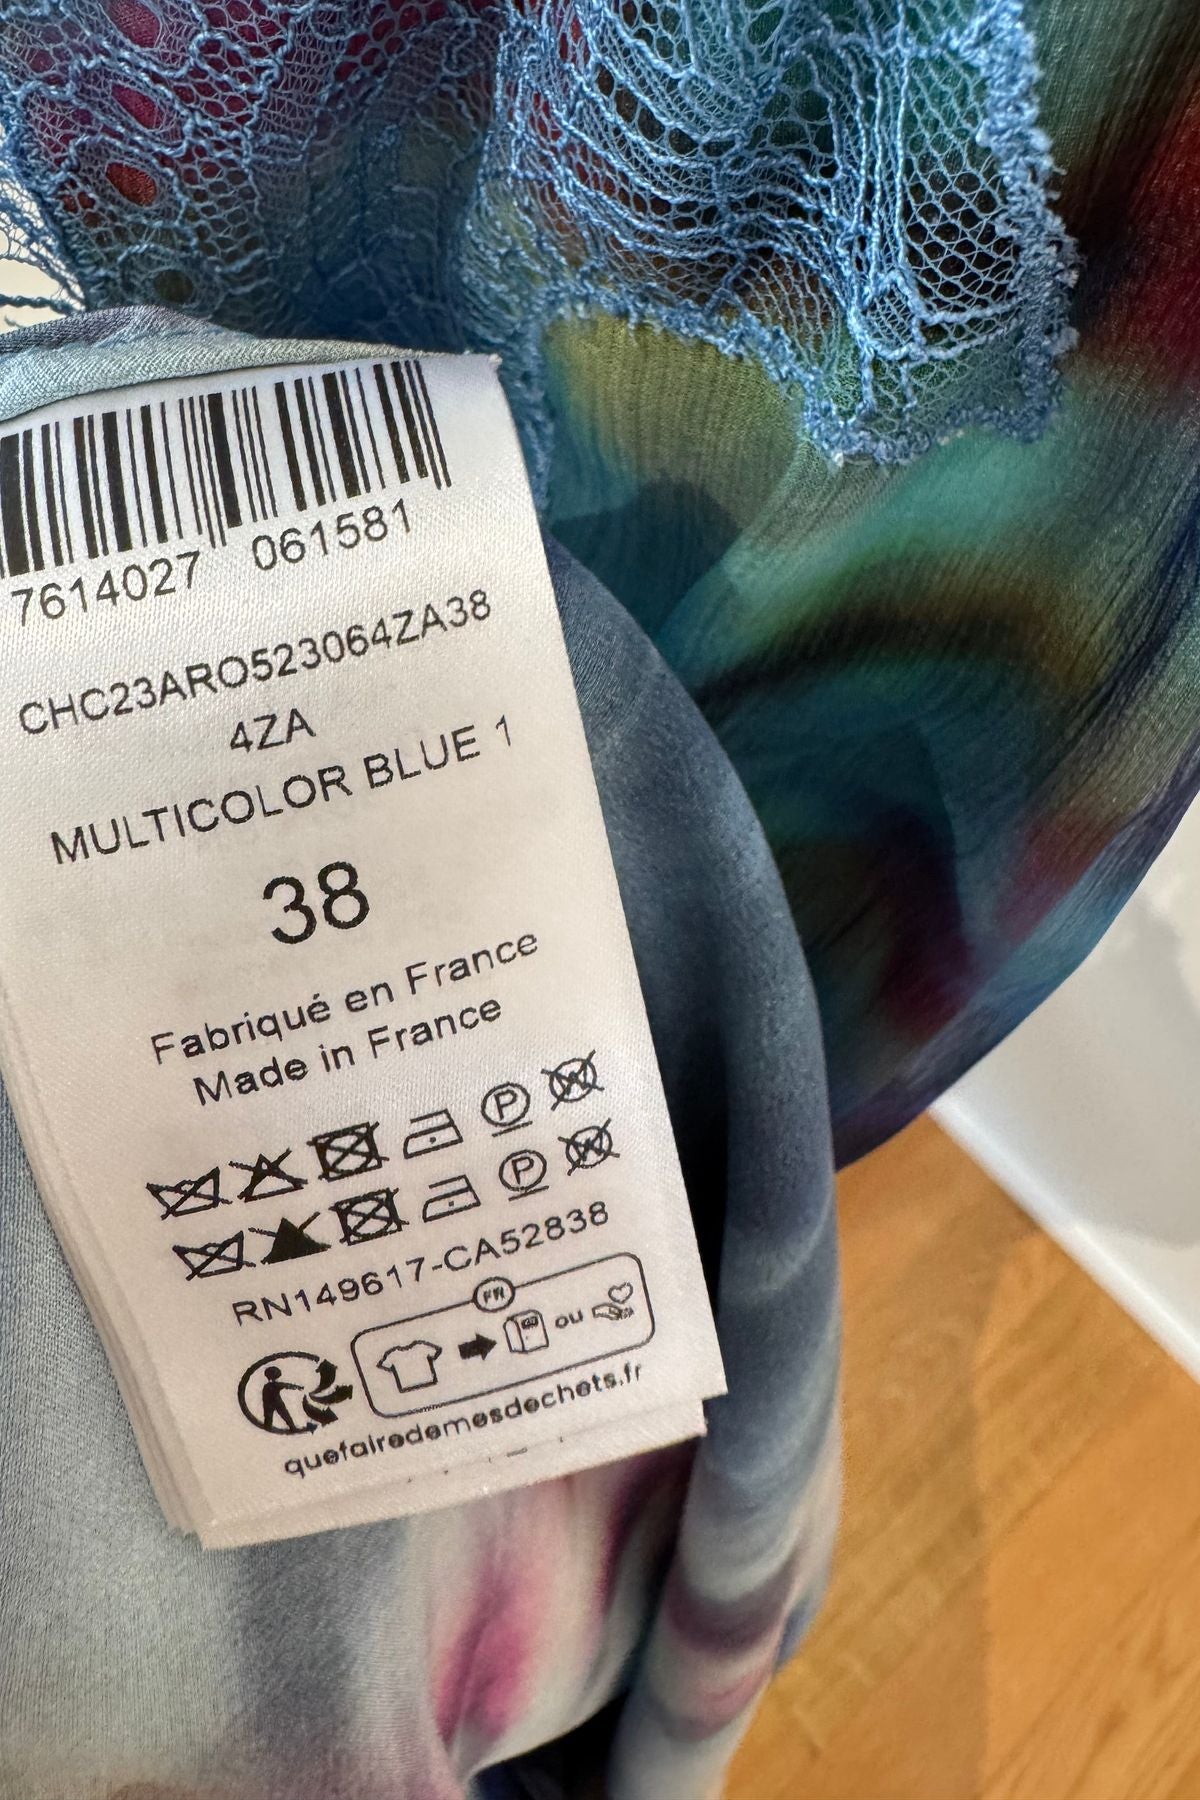 7614027 061581
CHC23ARO523064ZA38
4ZA
MULTICOLOR BLUE 1
38
Fabriqué en France
Made in France
P W
P W
RN149617-CA52838
FR
ou
quefairedemesdechets.fr